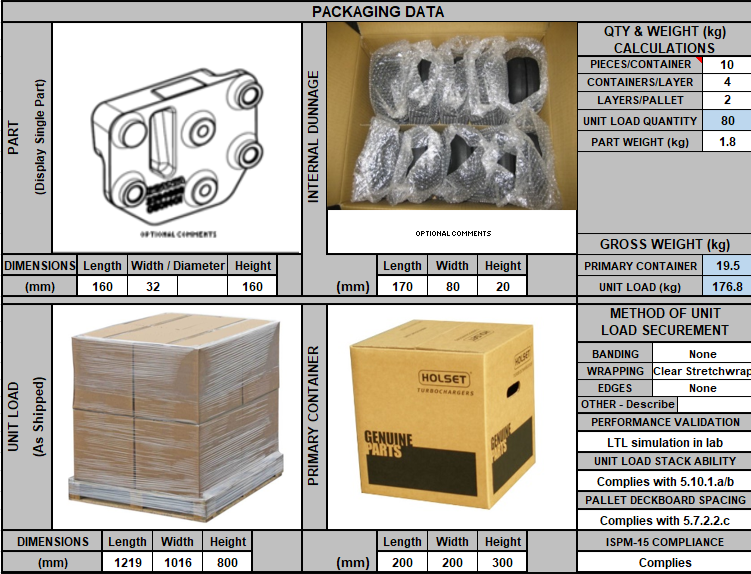 PACKAGING DATA
PART
(Display Single Part)
OPTIONAL COMMENTS
INTERNAL DUNNAGE
OPTIONAL COMMENTS
QTY & WEIGHT (kg)
CALCULATIONS
PIECES/CONTAINER 10
CONTAINERS/LAYER 4
LAYERS/PALLET 2
UNIT LOAD QUANTITY 80
PART WEIGHT (kg) 1.8
GROSS WEIGHT (kg)
PRIMARY CONTAINER 19.5
UNIT LOAD (kg) 176.8
DIMENSIONS Length Width / Diameter Height
(mm) 160 32 160
Length Width Height
(mm) 170 80 20
UNIT LOAD
(As Shipped)
PRIMARY CONTAINER
HOLSET
TURBOCHARGERS
GENUINE
PARTS
HOLSET
GENUINE
PARTS
METHOD OF UNIT
LOAD SECUREMENT
BANDING None
WRAPPING Clear Stretchwrap
EDGES None
OTHER - Describe
PERFORMANCE VALIDATION
LTL simulation in lab
UNIT LOAD STACK ABILITY
Complies with 5.10.1.a/b
PALLET DECKBOARD SPACING
Complies with 5.7.2.2.c
ISPM-15 COMPLIANCE
Complies
DIMENSIONS Length Width Height
(mm) 1219 1016 800
Length Width Height
(mm) 200 200 300